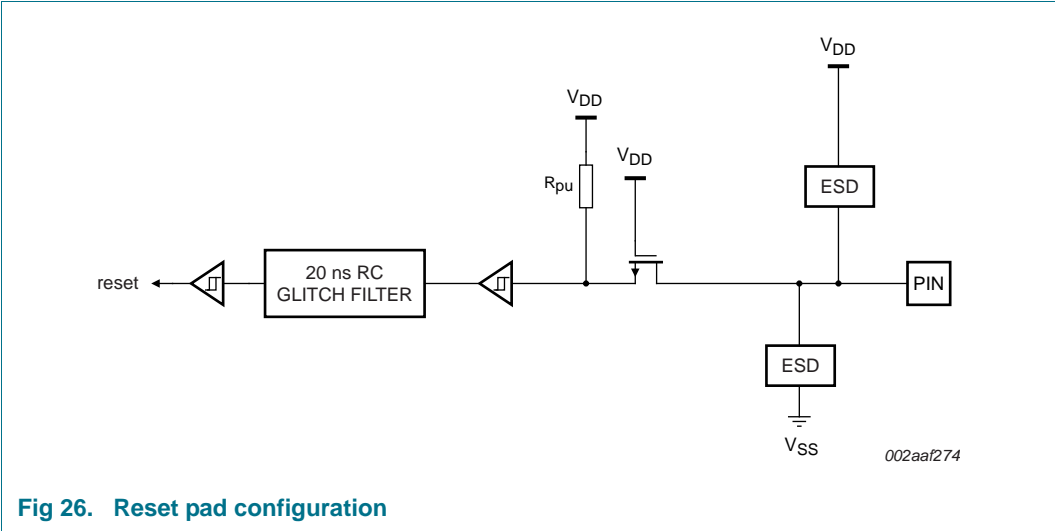 VDD
VDD
VDD
Rpu
ESD
reset
20 ns RC
GLITCH FILTER
PIN
ESD
VSS
002aaf274
Fig 26. Reset pad configuration